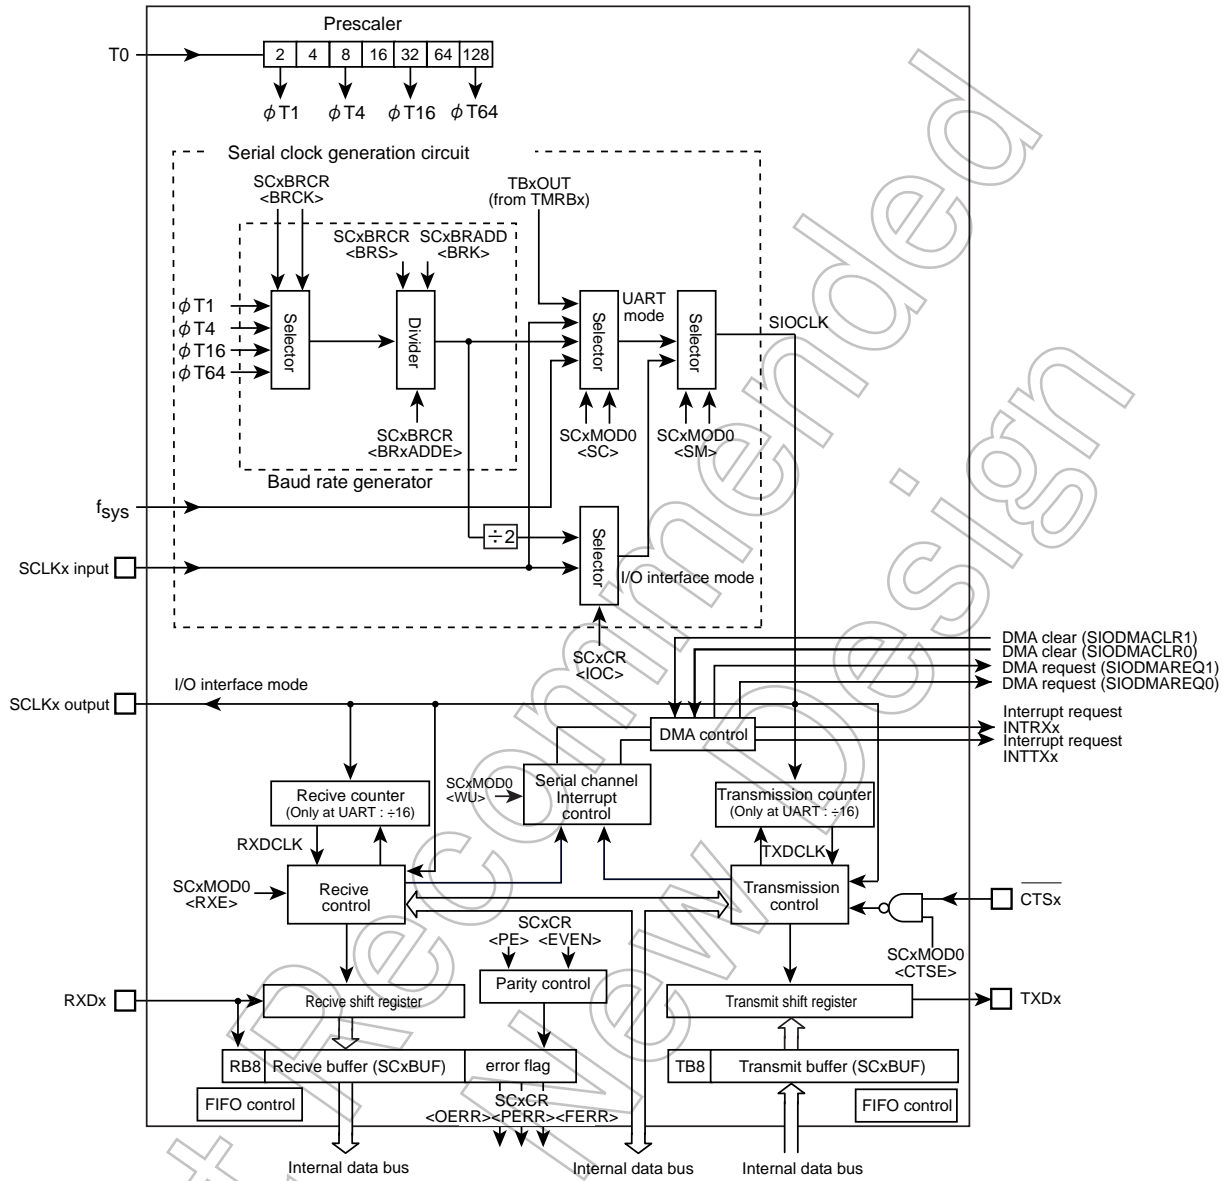 Prescaler
T0
2 4 8 16 32 64 128
ϕT1 ϕT4 ϕT16 ϕT64
Serial clock generation circuit
SCxBRCR
<BRCK>
TBxOUT
(from TMRBx)
SCxBRCR
<BRS>
SCxBRADD
<BRK>
ϕT1
ϕT4
ϕT16
ϕT64
Selector
Divider
Selector
UART
mode
Selector
SIOCLK
SCxBRCR
<BRxADDE>
SCxMOD0
<SC>
SCxMOD0
<SM>
Baud rate generator
fsys
÷2
Selector
SCLKx input
I/O interface mode
SCxCR
<IOC>
DMA clear (SIODMACLR1)
DMA clear (SIODMACLR0)
DMA request (SIODMAREQ1)
DMA request (SIODMAREQ0)
I/O interface mode
SCLKx output
DMA control
Interrupt request
INTRXx
Interrupt request
INTTXx
SCxMOD0
<WU>
Serial channel
Interrupt
control
Recive counter
(Only at UART : ÷16)
Transmission counter
(Only at UART : ÷16)
RXDCLK
TXDCLK
SCxMOD0
<RXE>
Recive
control
Transmission
control
CTSx
SCxMOD0
<CTSE>
SCxCR
<PE> <EVEN>
Parity control
RXDx
Recive shift register
Transmit shift register
TXDx
RB8 Recive buffer (SCxBUF) error flag
TB8 Transmit buffer (SCxBUF)
FIFO control
SCxCR
<OERR><PERR><FERR>
FIFO control
Internal data bus
Internal data bus
Internal data bus
t Recommended
New Design